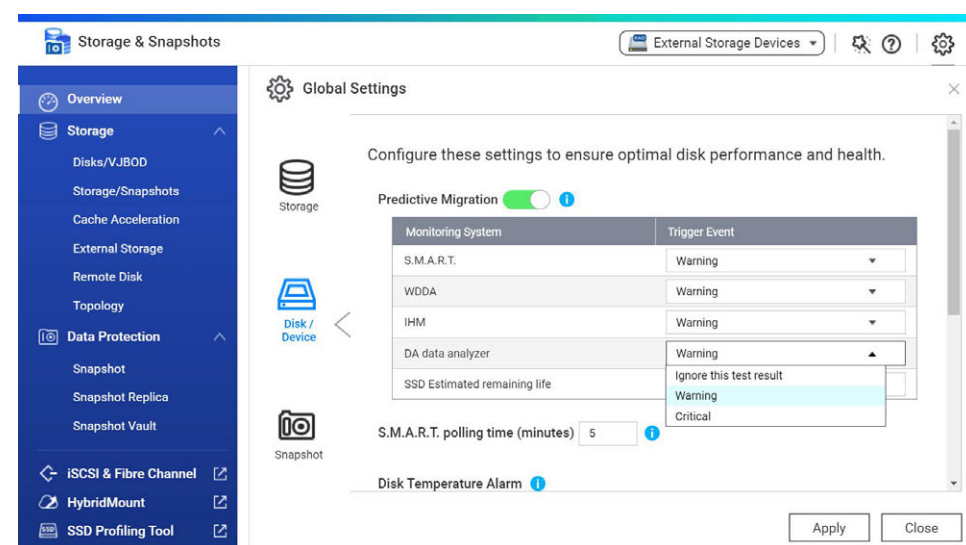 Storage & Snapshots
External Storage Devices
Overview
Storage
Disks/VJBOD
Storage/Snapshots
Cache Acceleration
External Storage
Remote Disk
Topology
Data Protection
Snapshot
Snapshot Replica
Snapshot Vault
iSCSI & Fibre Channel
HybridMount
SSD Profiling Tool
Global Settings
Storage
Disk /
Device
Snapshot
Configure these settings to ensure optimal disk performance and health.
Predictive Migration
Monitoring System Trigger Event
S.M.A.R.T. Warning
WDDA Warning
IHM Warning
DA data analyzer Warning
SSD Estimated remaining life
Ignore this test result
Warning
Critical
S.M.A.R.T. polling time (minutes) 5
Disk Temperature Alarm
Apply Close